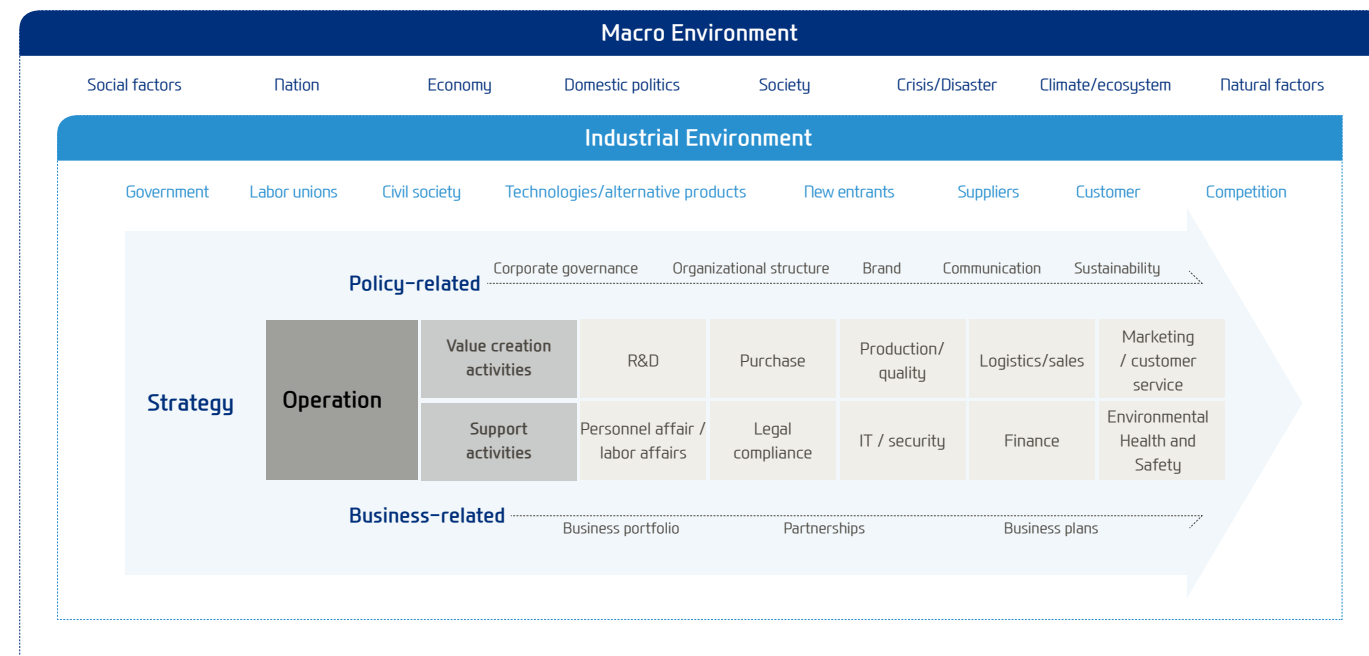 Macro Environment
Social factors Nation Economy Domestic politics Society Crisis/Disaster Climate/ecosystem Natural factors
Industrial Environment
Government Labor unions Civil society Technologies/alternative products New entrants Suppliers Customer Competition
Corporate governance Organizational structure Brand Communication Sustainability
Policy-related
Strategy
Operation
Value creation
activities
R&D
Purchase
Production/
quality
Logistics/sales
Marketing
/ customer
service
Support
activities
Personnel affair /
labor affairs
Legal
compliance
IT / security
Finance
Environmental
Health and
Safety
Business-related
Business portfolio Partnerships Business plans